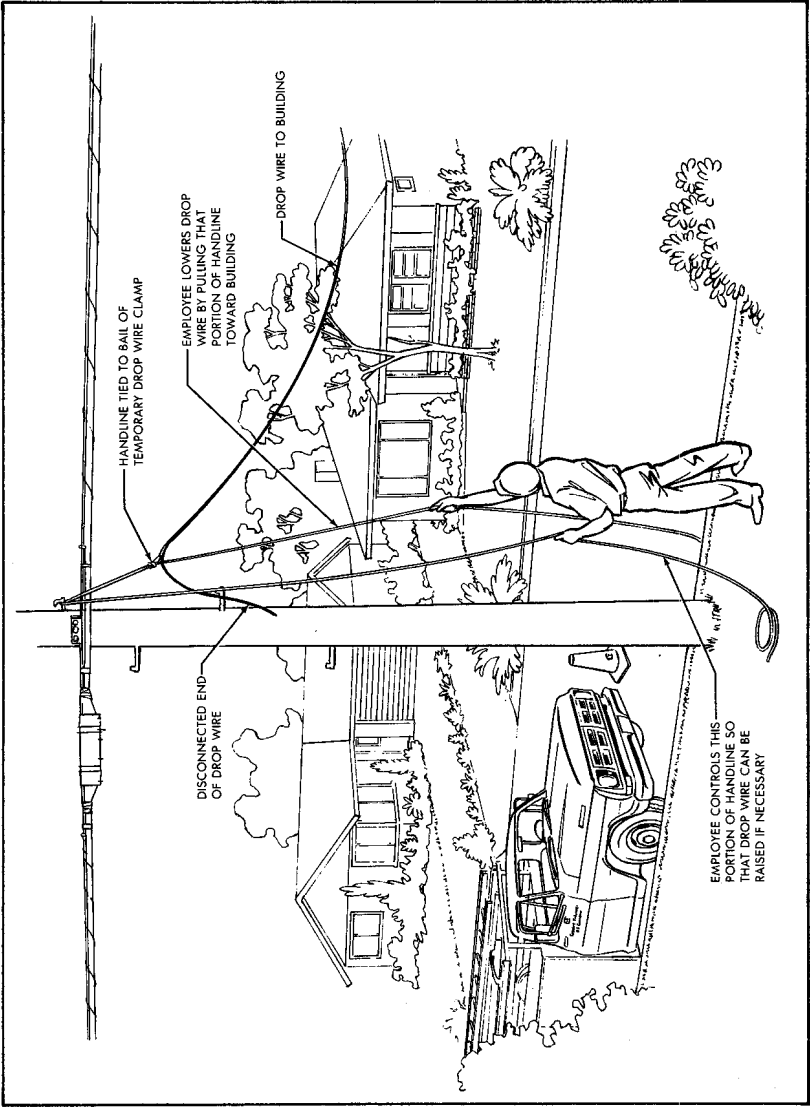 HANDLINE TIED TO BAIL OF
TEMPORARY DROP WIRE CLAMP
EMPLOYEE LOWERS DROP
WIRE BY PULLING THAT
PORTION OF HANDLINE
TOWARD BUILDING
DROP WIRE TO BUILDING
DISCONNECTED END
OF DROP WIRE
EMPLOYEE CONTROLS THIS
PORTION OF HANDLINE SO
THAT DROP WIRE CAN BE
RAISED IF NECESSARY